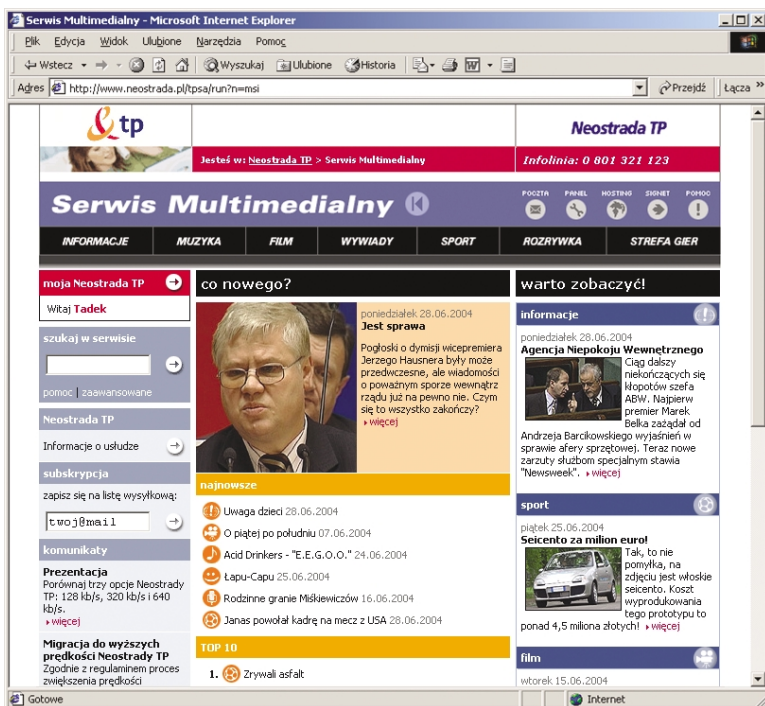 Serwis Multimedialny - Microsoft Internet Explorer
Plik Edycja Widok Ulubione Narzędzia Pomoc
Wstecz Wyszukaj Ulubione Historia
Adres http://www.neostrada.pl/tpsa/run?n=msi Przejdź Łącza »
tp
Neostrada TP
Jesteś w: Neostrada TP > Serwis Multimedialny
Infolinia: 0 801 321 123
Serwis Multimedialny
POCZTA PANEL HOSTING SIGNET POMOC
INFORMACJE MUZYKA FILM WYWIADY SPORT ROZRYWKA STREFA GIER
moja Neostrada TP
Witaj Tadek
szukaj w serwisie
pomoc | zaawansowane
Neostrada TP
Informacje o usłudze
subskrypcja
zapisz się na listę wysyłkową:
twoj@mail
komunikaty
Prezentacja
Porównaj trzy opcje Neostrady
TP: 128 kb/s, 320 kb/s i 640
kb/s.
więcej
Migracja do wyższych
prędkości Neostrady TP
Zgodnie z regulaminem proces
zwiększenia prędkości
co nowego?
poniedziałek 28.06.2004
Jest sprawa
Pogłoski o dymisji wicepremiera
Jerzego Hausnera były może
przedwczesne, ale wiadomości
o poważnym sporze wewnątrz
rządu już na pewno nie. Czym
się to wszystko zakończy?
więcej
najnowsze
Uwaga dzieci 28.06.2004
O piątej po południu 07.06.2004
Acid Drinkers - "E.E.G.O.O." 24.06.2004
Łapu-Capu 25.06.2004
Rodzinne granie Miśkiewiczów 16.06.2004
Janas powołał kadrę na mecz z USA 28.06.2004
TOP 10
1. Zrywali asfalt
warto zobaczyć!
informacje
poniedziałek 28.06.2004
Agencja Niepokoju Wewnętrznego
Ciąg dalszy
niekończących się
kłopotów szefa
ABW. Najpierw
premier Marek
Belka zażądał od
Andrzeja Barcikowskiego wyjaśnień w
sprawie afery sprzętowej. Teraz nowe
zarzuty służbom specjalnym stawia
"Newsweek". więcej
sport
piątek 25.06.2004
Seicento za milion euro!
Tak, to nie
pomyłka, na
zdjęciu jest włoskie
seicento. Koszt
wyprodukowania
tego prototypu to
ponad 4,5 miliona złotych! więcej
film
wtorek 15.06.2004
Gotowe
Internet